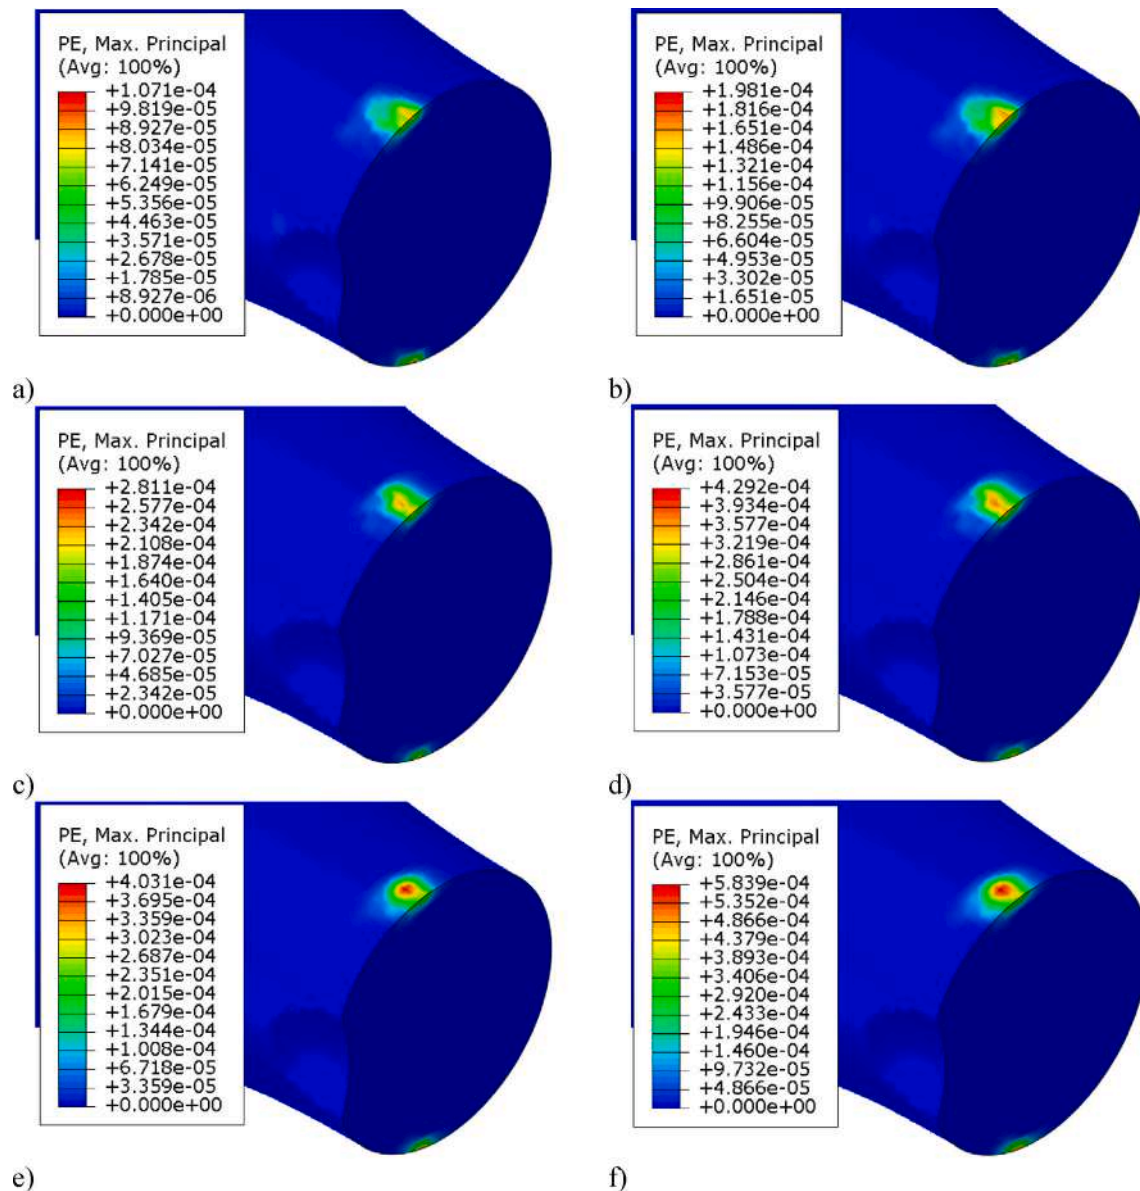 PE, Max. Principal
(Avg: 100%)
+1.071e-04
+9.819e-05
+8.927e-05
+8.034e-05
+7.141e-05
+6.249e-05
+5.356e-05
+4.463e-05
+3.571e-05
+2.678e-05
+1.785e-05
+8.927e-06
+0.000e+00
a)
PE, Max. Principal
(Avg: 100%)
+1.981e-04
+1.816e-04
+1.651e-04
+1.486e-04
+1.321e-04
+1.156e-04
+9.906e-05
+8.255e-05
+6.604e-05
+4.953e-05
+3.302e-05
+1.651e-05
+0.000e+00
b)
PE, Max. Principal
(Avg: 100%)
+2.811e-04
+2.577e-04
+2.342e-04
+2.108e-04
+1.874e-04
+1.640e-04
+1.405e-04
+1.171e-04
+9.369e-05
+7.027e-05
+4.685e-05
+2.342e-05
+0.000e+00
c)
PE, Max. Principal
(Avg: 100%)
+4.292e-04
+3.934e-04
+3.577e-04
+3.219e-04
+2.861e-04
+2.504e-04
+2.146e-04
+1.788e-04
+1.431e-04
+1.073e-04
+7.153e-05
+3.577e-05
+0.000e+00
d)
PE, Max. Principal
(Avg: 100%)
+4.031e-04
+3.695e-04
+3.359e-04
+3.023e-04
+2.687e-04
+2.351e-04
+2.015e-04
+1.679e-04
+1.344e-04
+1.008e-04
+6.718e-05
+3.359e-05
+0.000e+00
e)
PE, Max. Principal
(Avg: 100%)
+5.839e-04
+5.352e-04
+4.866e-04
+4.379e-04
+3.893e-04
+3.406e-04
+2.920e-04
+2.433e-04
+1.946e-04
+1.460e-04
+9.732e-05
+4.866e-05
+0.000e+00
f)